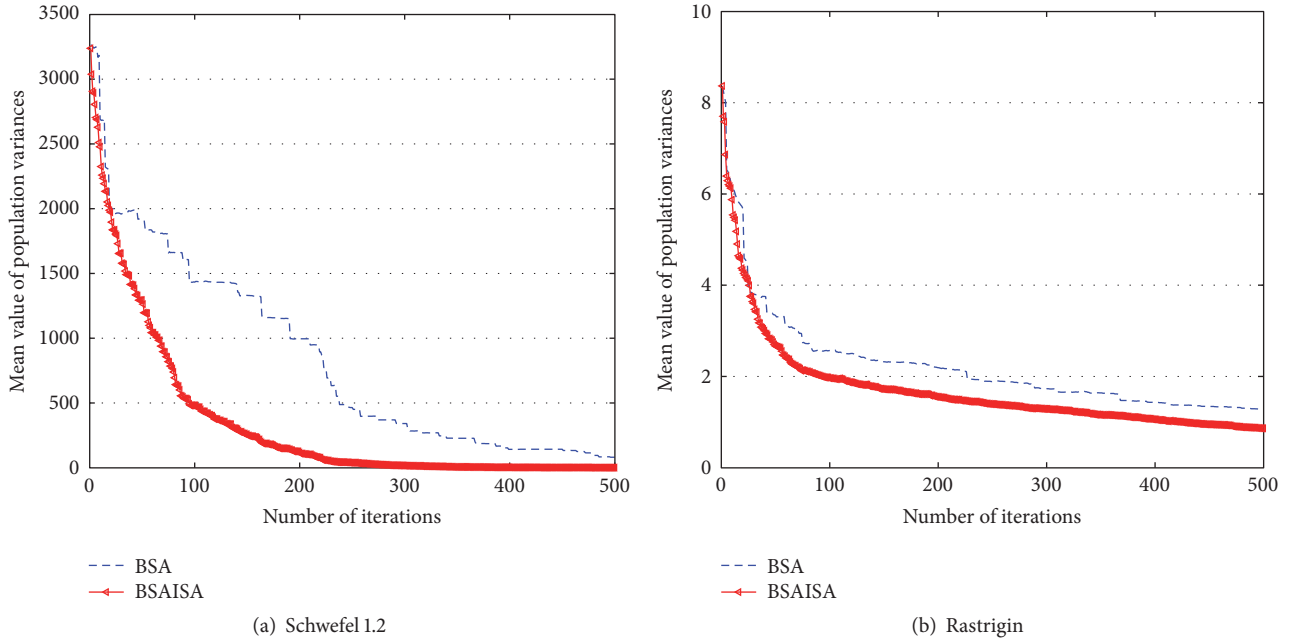 3500
3000
2500
2000
1500
1000
500
0
Mean value of population variances
0 100 200 300 400 500
Number of iterations
BSA
BSAISA
(a) Schwefel 1.2
10
8
6
4
2
0
Mean value of population variances
0 100 200 300 400 500
Number of iterations
BSA
BSAISA
(b) Rastrigin